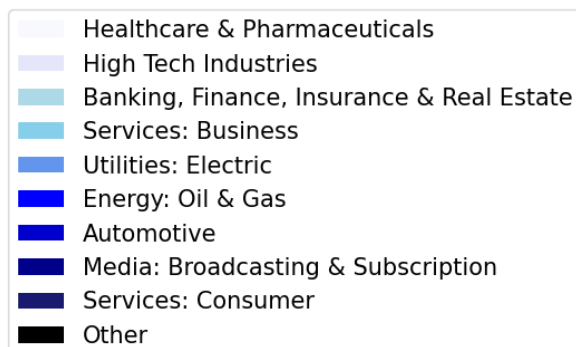 Healthcare & Pharmaceuticals
High Tech Industries
Banking, Finance, Insurance & Real Estate
Services: Business
Utilities: Electric
Energy: Oil & Gas
Automotive
Media: Broadcasting & Subscription
Services: Consumer
Other